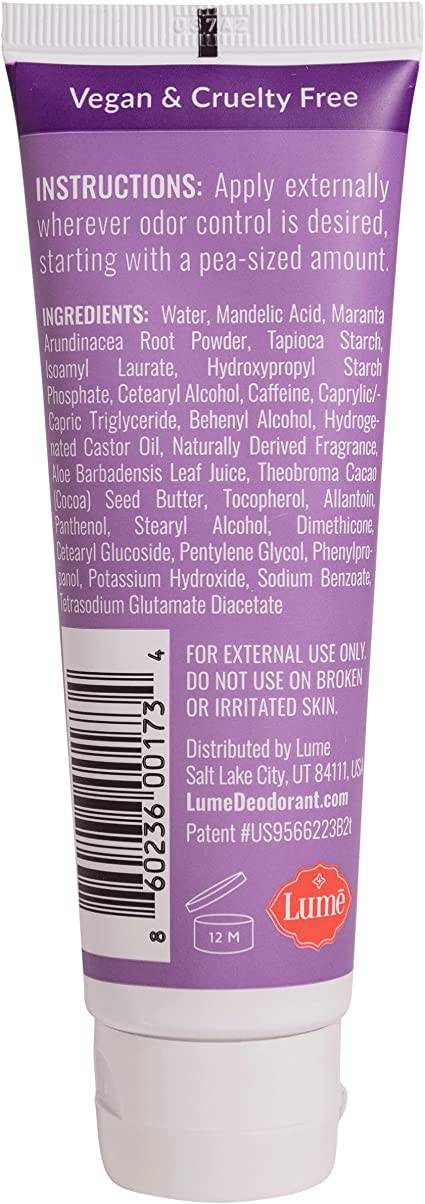 037A2
Vegan & Cruelty Free
INSTRUCTIONS: Apply externally
wherever odor control is desired,
starting with a pea-sized amount.
INGREDIENTS: Water, Mandelic Acid, Maranta
Arundinacea Root Powder, Tapioca Starch,
Isoamyl Laurate, Hydroxypropyl Starch
Phosphate, Cetearyl Alcohol, Caffeine, Caprylic/-
Capric Triglyceride, Behenyl Alcohol, Hydroge-
nated Castor Oil, Naturally Derived Fragrance,
Aloe Barbadensis Leaf Juice, Theobroma Cacao
(Cocoa) Seed Butter, Tocopherol, Allantoin,
Panthenol, Stearyl Alcohol, Dimethicone,
Cetearyl Glucoside, Pentylene Glycol, Phenylpro-
panol, Potassium Hydroxide, Sodium Benzoate,
Tetrasodium Glutamate Diacetate
8 60236 00173 4
FOR EXTERNAL USE ONLY.
DO NOT USE ON BROKEN
OR IRRITATED SKIN.
Distributed by Lume
Salt Lake City, UT 84111, USA
LumeDeodorant.com
Patent #US9566223B2t
12 M
Lumē